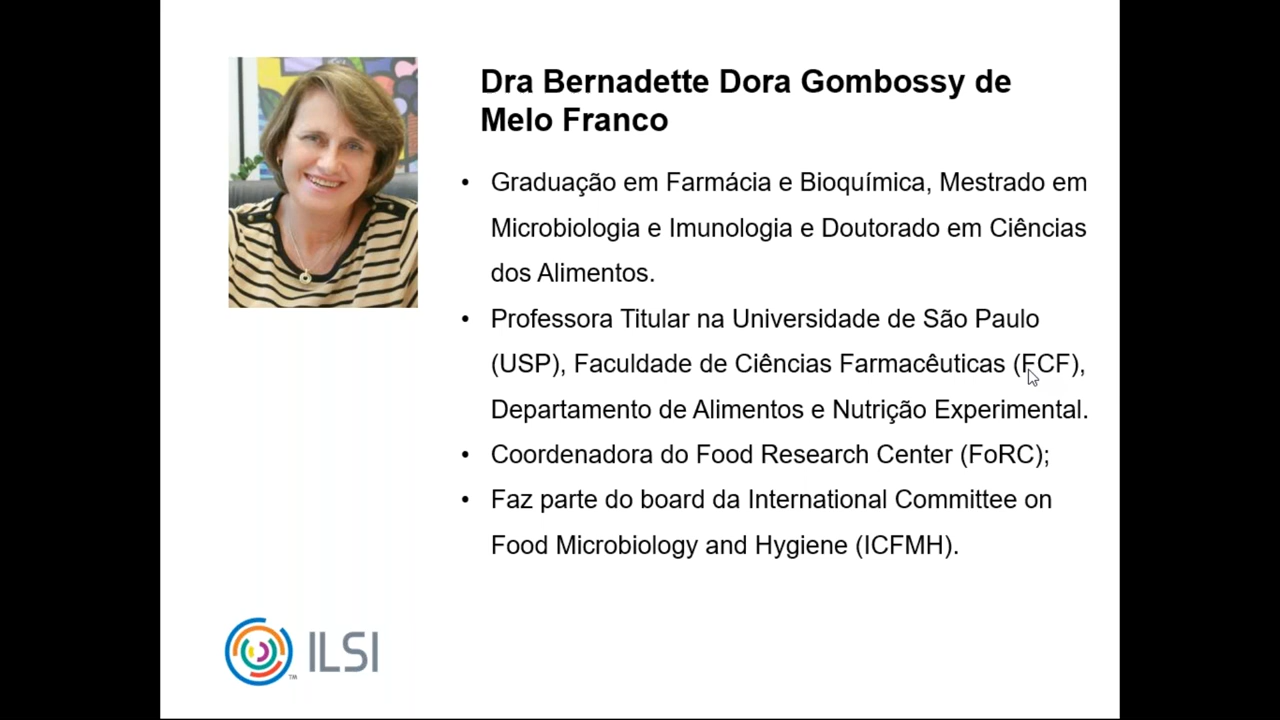 Dra Bernadette Dora Gombossy de
Melo Franco
• Graduação em Farmácia e Bioquímica, Mestrado em
Microbiologia e Imunologia e Doutorado em Ciências
dos Alimentos.
• Professora Titular na Universidade de São Paulo
(USP), Faculdade de Ciências Farmacêuticas (FCF),
Departamento de Alimentos e Nutrição Experimental.
• Coordenadora do Food Research Center (FoRC);
• Faz parte do board da International Committee on
Food Microbiology and Hygiene (ICFMH).
ILSI
TM